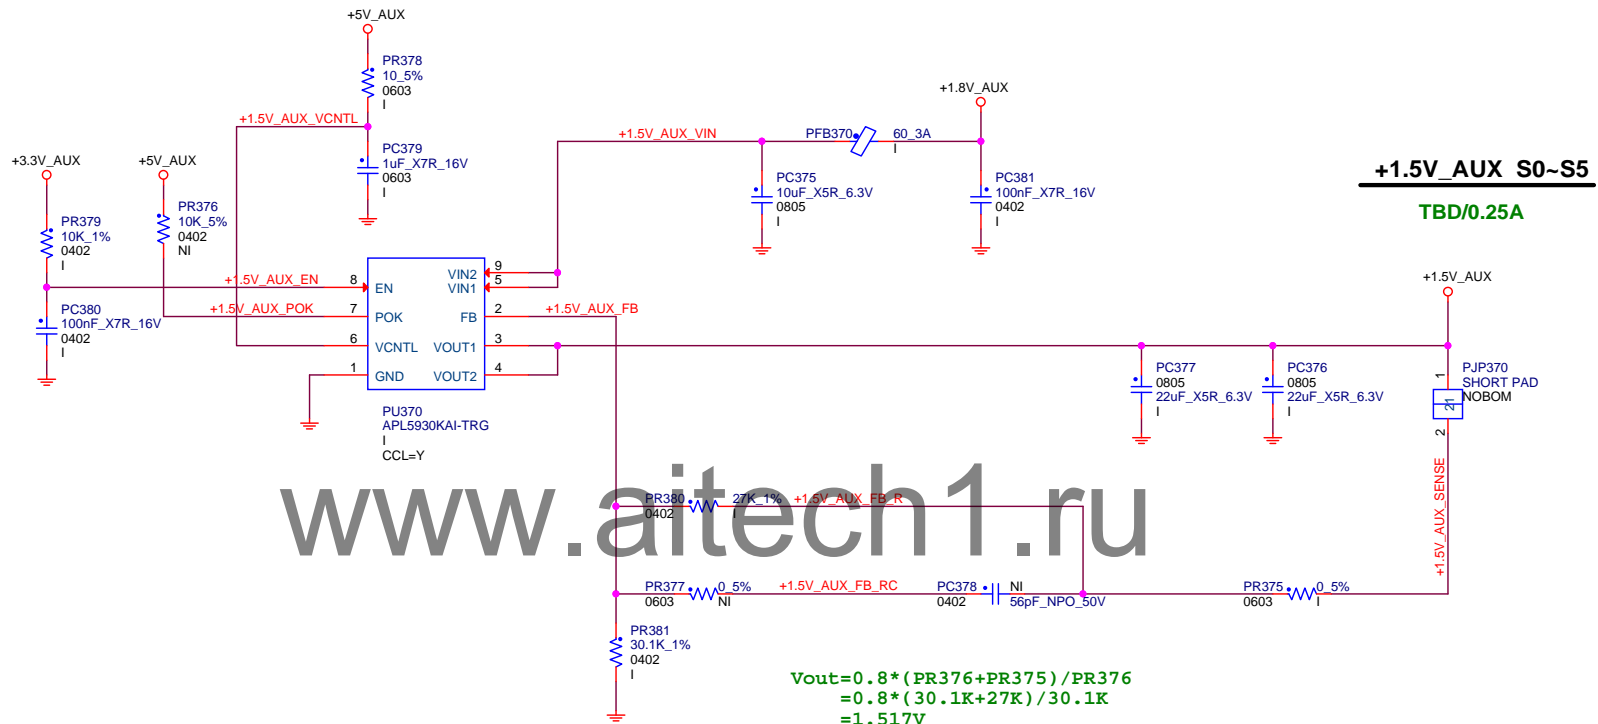 +5V_AUX
PR378
10_5%
0603
I
+1.5V_AUX_VCNTL
PC379
1uF_X7R_16V
0603
I
+3.3V_AUX
+5V_AUX
PR379
10K_1%
0402
I
PR376
10K_5%
0402
NI
+1.5V_AUX_EN
+1.5V_AUX_POK
PC380
100nF_X7R_16V
0402
I
8
7
6
1
EN
POK
VCNTL
GND
VIN2
VIN1
FB
VOUT1
VOUT2
9
5
2
3
4
PU370
APL5930KAI-TRG
I
CCL=Y
+1.5V_AUX_VIN
+1.5V_AUX_FB
PFB370
60_3A
I
+1.8V_AUX
PC375
10uF_X5R_6.3V
0805
I
PC381
100nF_X7R_16V
0402
I
+1.5V_AUX S0~S5
TBD/0.25A
+1.5V_AUX
PC377
0805
22uF_X5R_6.3V
I
PC376
0805
22uF_X5R_6.3V
I
1
PJP370
SHORT PAD
NOBOM
21
2
+1.5V_AUX_SENSE
www.aitech1.ru
PR380
0402
27K_1%
I
+1.5V_AUX_FB_R
PR377
0603
0_5%
NI
+1.5V_AUX_FB_RC
PC378
0402
NI
56pF_NPO_50V
PR375
0603
0_5%
I
PR381
30.1K_1%
0402
I
Vout=0.8*(PR376+PR375)/PR376
=0.8*(30.1K+27K)/30.1K
=1.517V